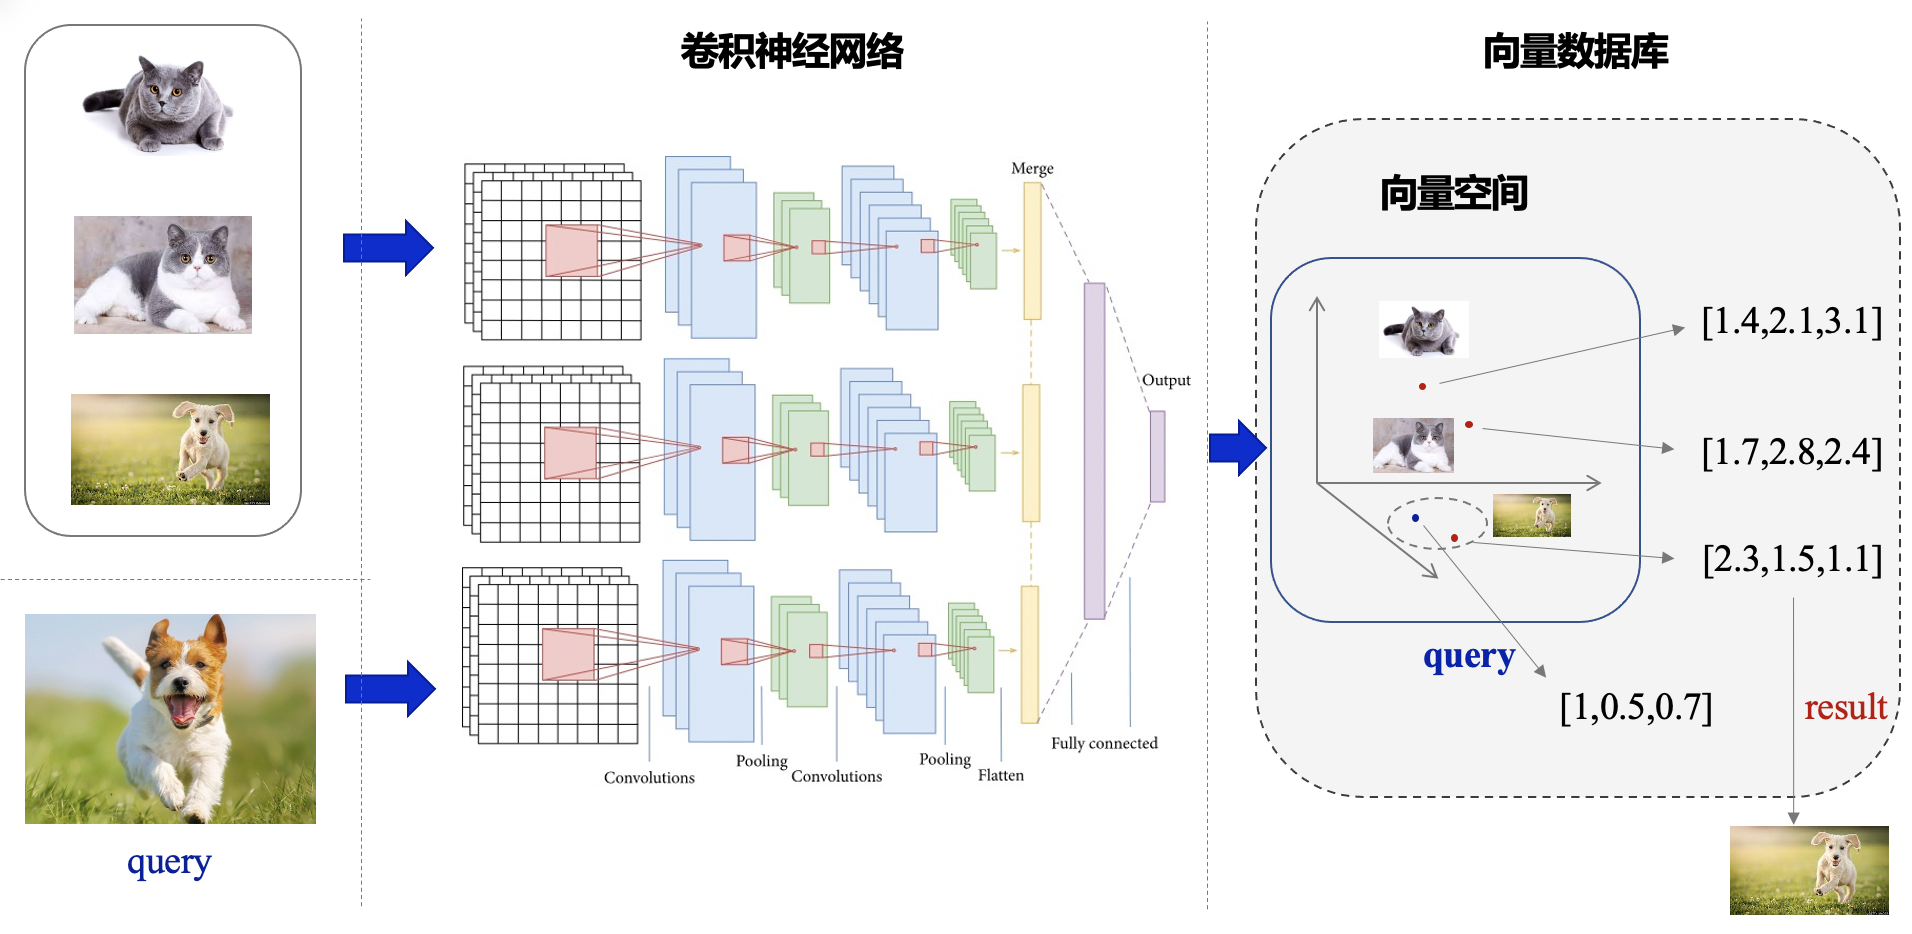 卷积神经网络
向量数据库
query
Merge
Output
Convolutions
Pooling
Convolutions
Pooling
Flatten
Fully connected
向量空间
[1.4,2.1,3.1]
[1.7,2.8,2.4]
[2.3,1.5,1.1]
query
[1,0.5,0.7]
result